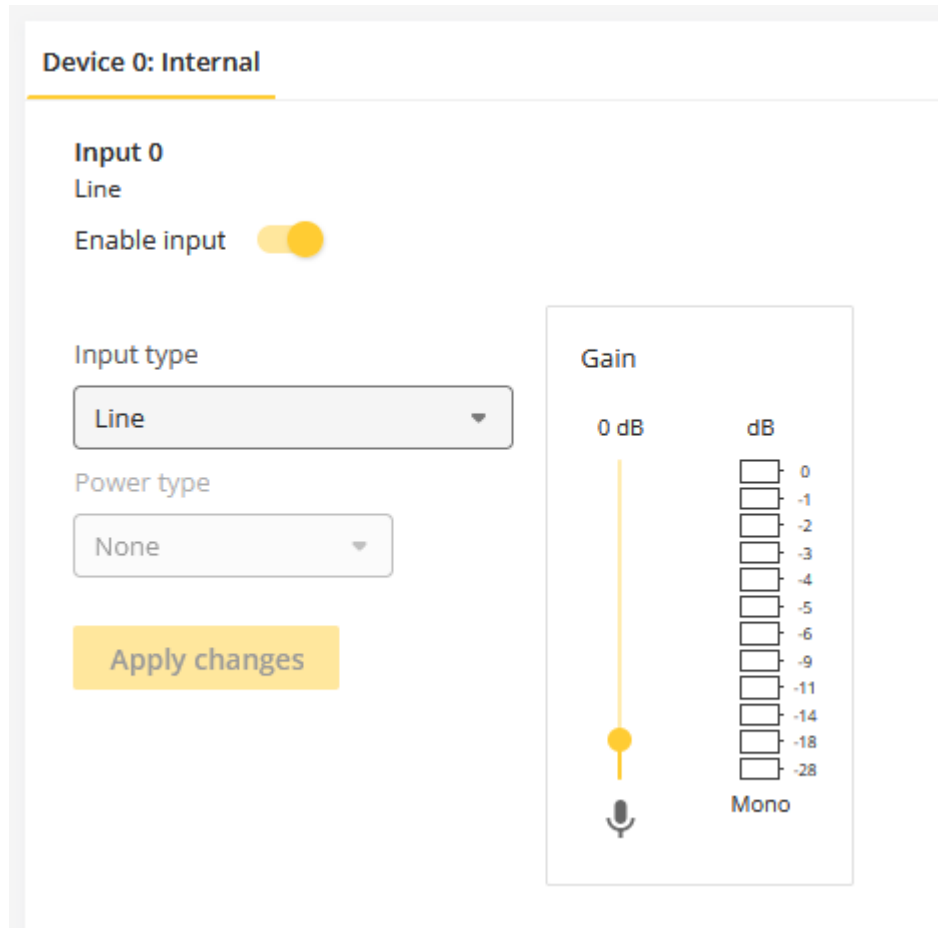 Device 0: Internal
Input 0
Line
Enable input
Input type
Line
Power type
None
Apply changes
Gain
0 dB
dB
0
-1
-2
-3
-4
-5
-6
-9
-11
-14
-18
-28
Mono